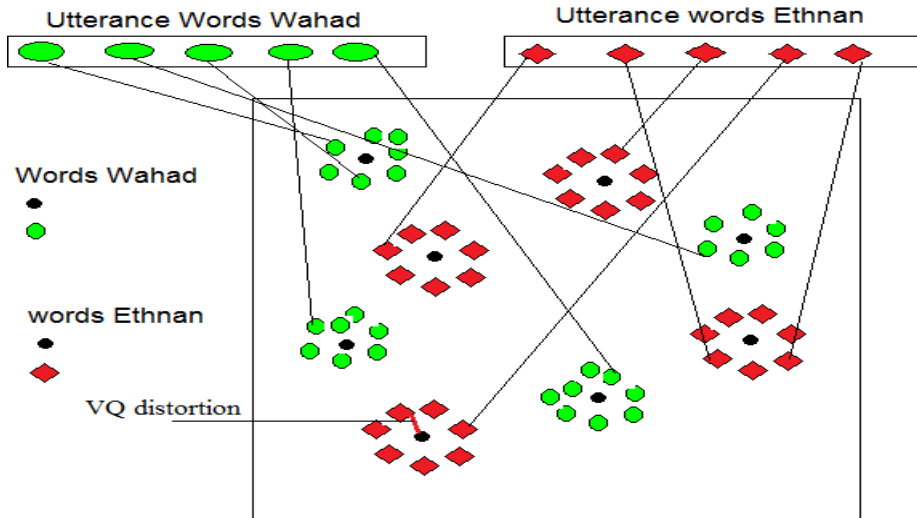 Utterance Words Wahad
Utterance words Ethnan
Words Wahad
words Ethnan
VQ distortion